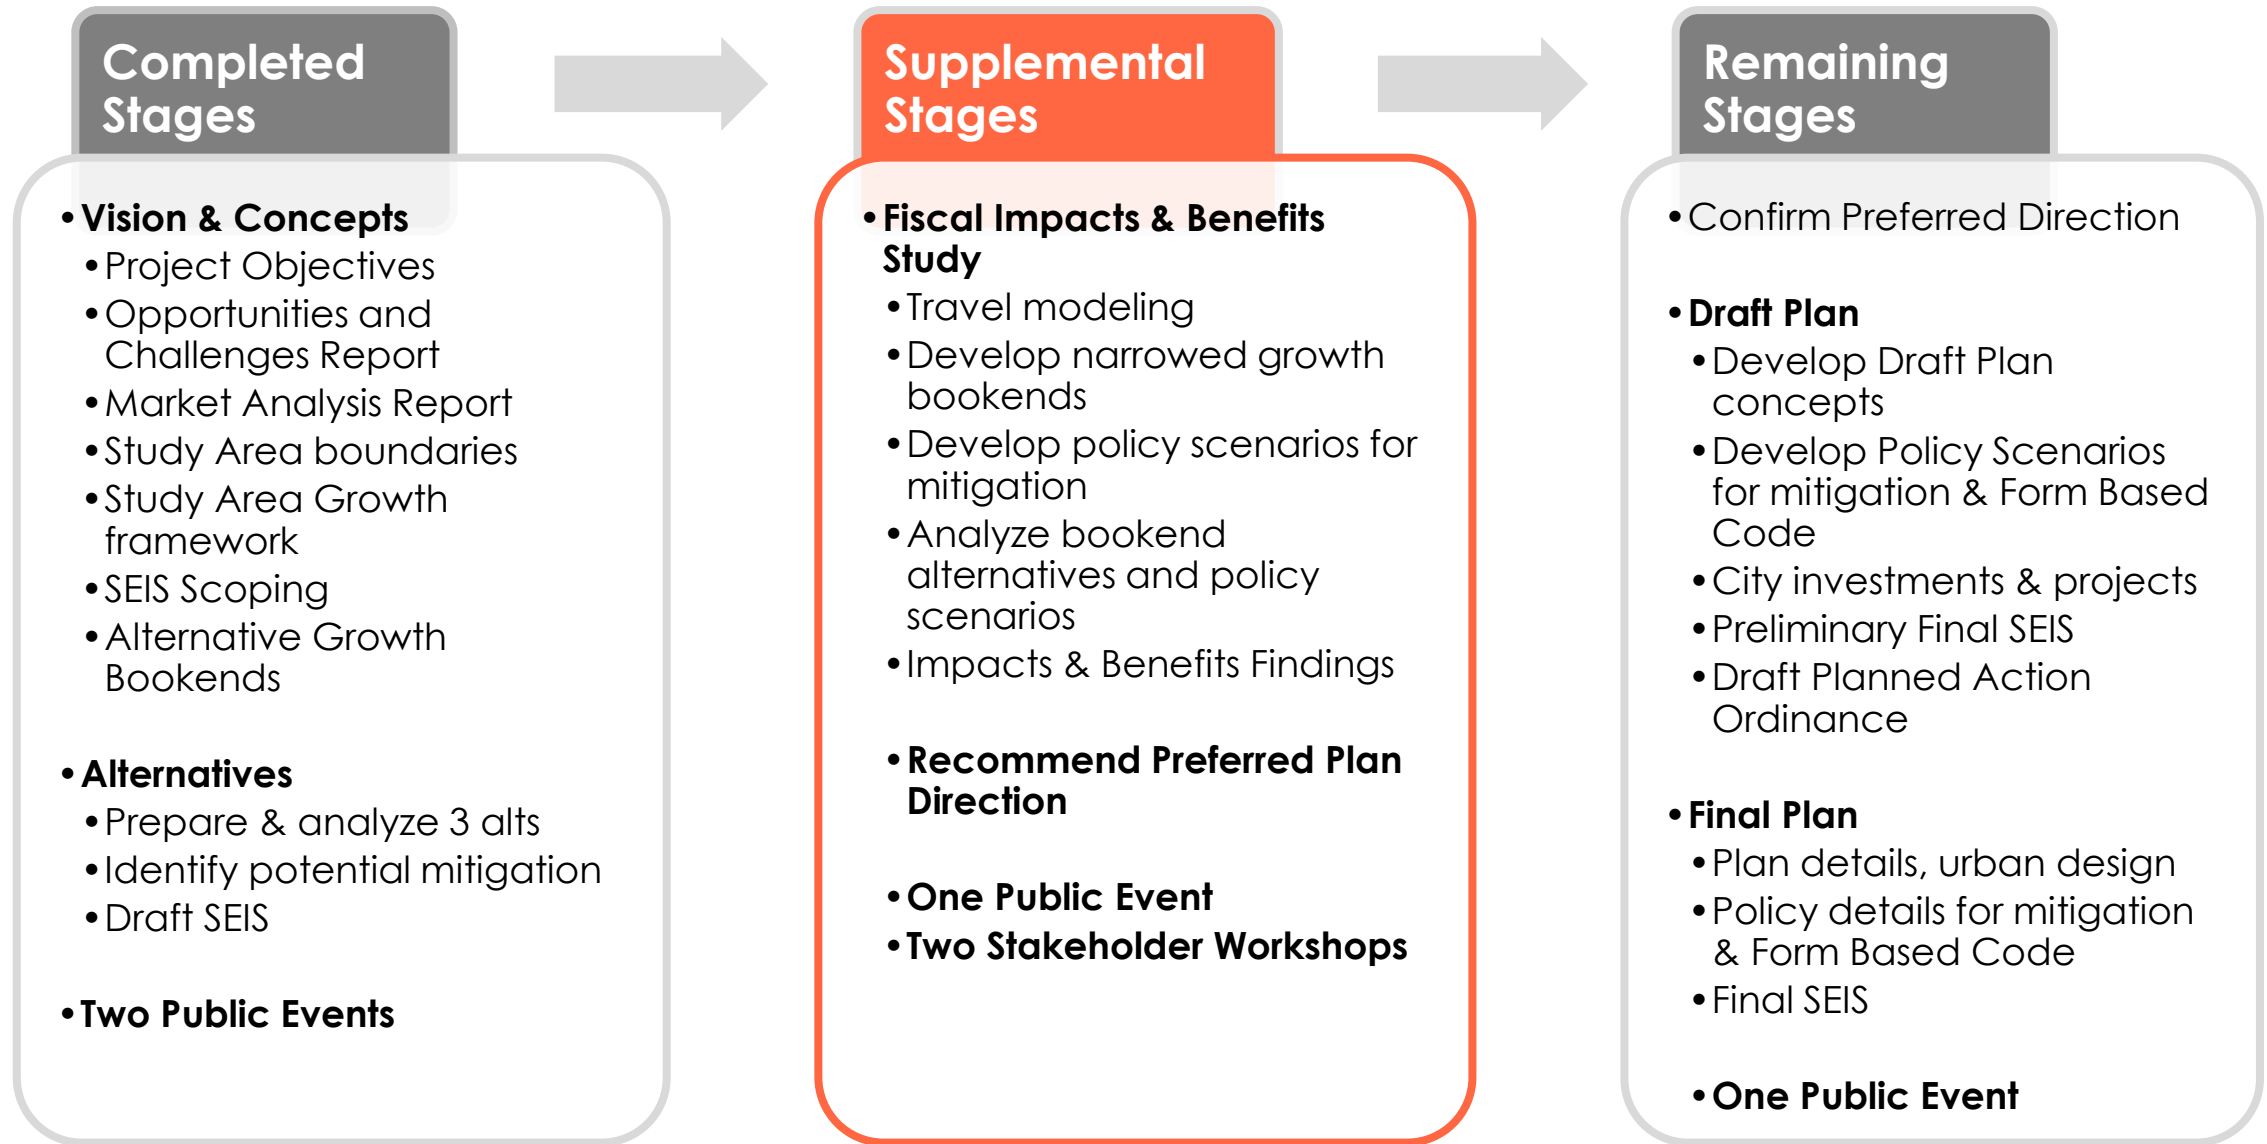 Completed
Stages
• Vision & Concepts
• Project Objectives
• Opportunities and
Challenges Report
• Market Analysis Report
• Study Area boundaries
• Study Area Growth
framework
• SEIS Scoping
• Alternative Growth
Bookends
• Alternatives
• Prepare & analyze 3 alts
• Identify potential mitigation
• Draft SEIS
• Two Public Events
Supplemental
Stages
• Fiscal Impacts & Benefits
Study
• Travel modeling
• Develop narrowed growth
bookends
• Develop policy scenarios for
mitigation
• Analyze bookend
alternatives and policy
scenarios
• Impacts & Benefits Findings
• Recommend Preferred Plan
Direction
• One Public Event
• Two Stakeholder Workshops
Remaining
Stages
• Confirm Preferred Direction
• Draft Plan
• Develop Draft Plan
concepts
• Develop Policy Scenarios
for mitigation & Form Based
Code
• City investments & projects
• Preliminary Final SEIS
• Draft Planned Action
Ordinance
• Final Plan
• Plan details, urban design
• Policy details for mitigation
& Form Based Code
• Final SEIS
• One Public Event